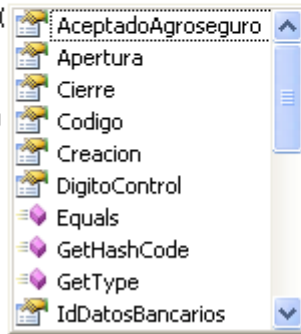 AceptadoAgroseguro
Apertura
Cierre
Codigo
Creacion
DigitoControl
Equals
GetHashCode
GetType
IdDatosBancarios